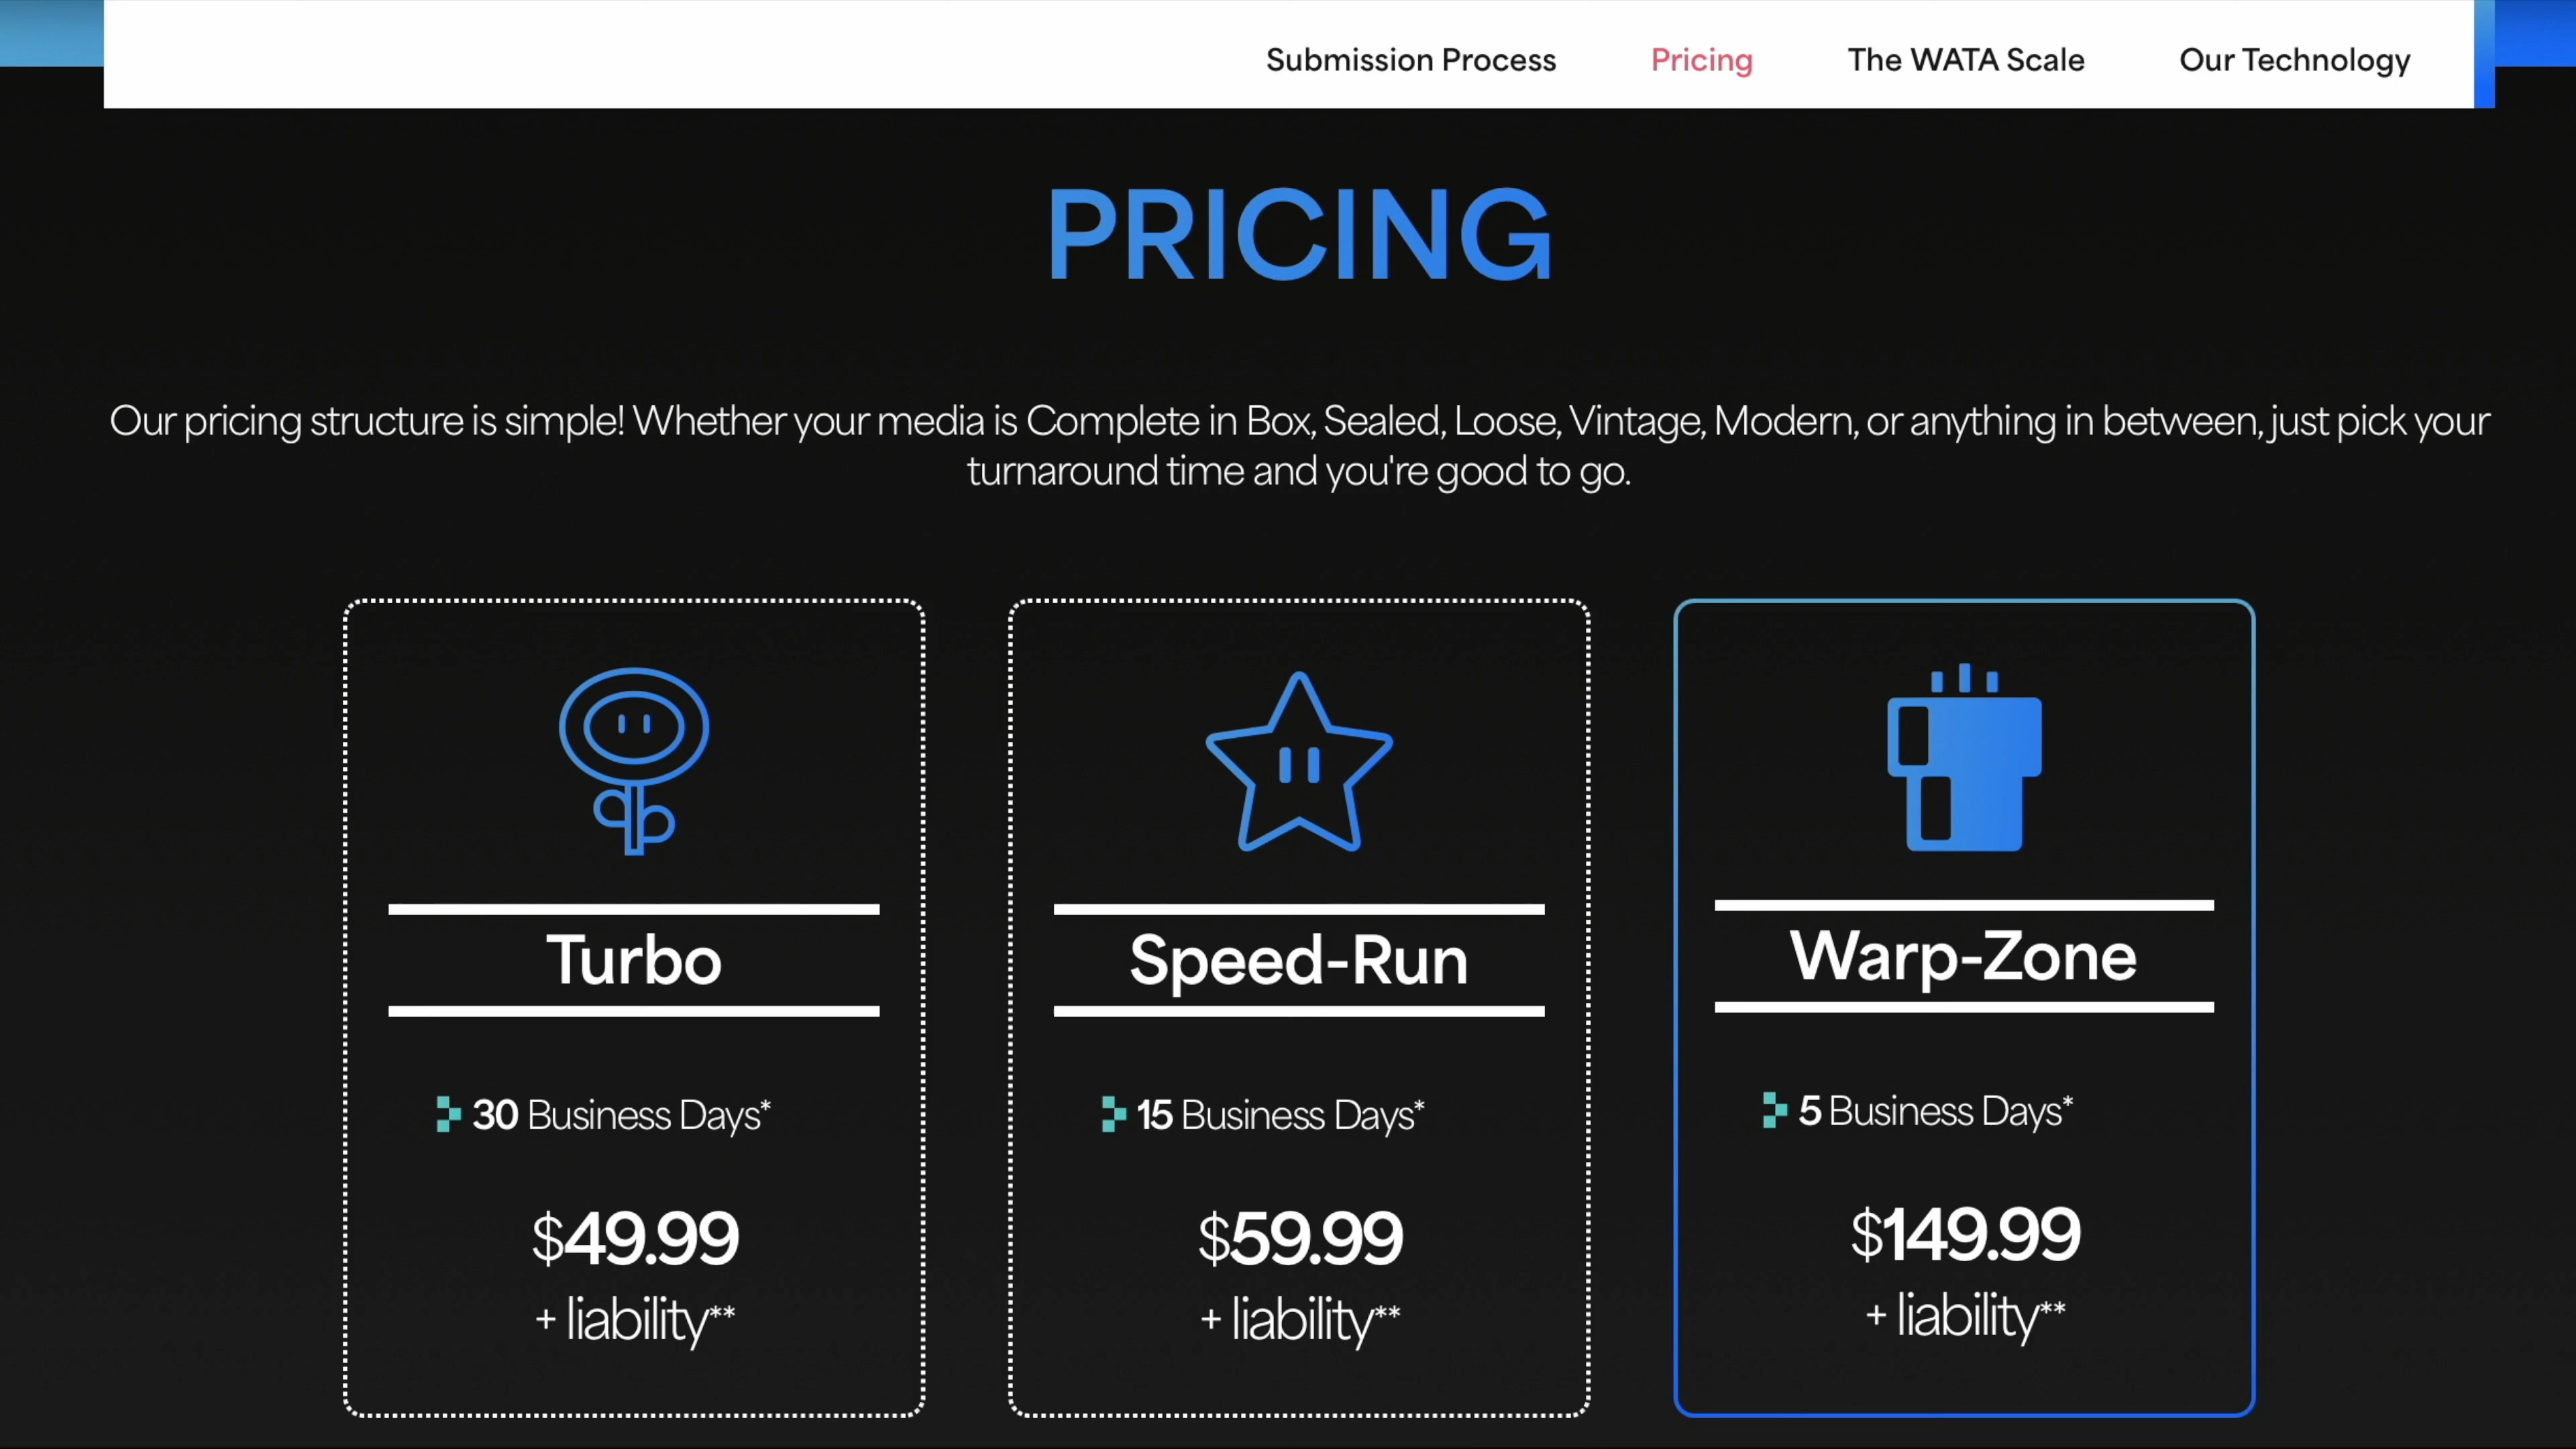 Submission Process Pricing The WATA Scale Our Technology
PRICING
Our pricing structure is simple! Whether your media is Complete in Box, Sealed, Loose, Vintage, Modern, or anything in between, just pick your
turnaround time and you're good to go.
Turbo
30 Business Days*
$49.99
+ liability**
Speed-Run
15 Business Days*
$59.99
+ liability**
Warp-Zone
5 Business Days*
$149.99
+ liability**